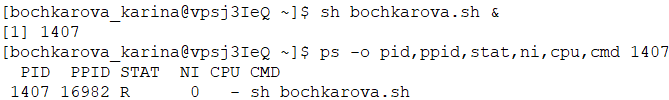 [bochkarova_karina@vpsj3IeQ ~]$ sh bochkarova.sh &
[1] 1407
[bochkarova_karina@vpsj3IeQ ~]$ ps -o pid,ppid,stat,ni,cpu,cmd 1407
PID PPID STAT NI CPU CMD
1407 16982 R 0 - sh bochkarova.sh